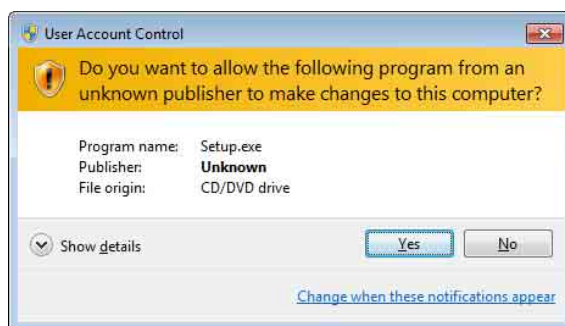 User Account Control
Do you want to allow the following program from an
unknown publisher to make changes to this computer?
Program name: Setup.exe
Publisher: Unknown
File origin: CD/DVD drive
Show details
Yes No
Change when these notifications appear